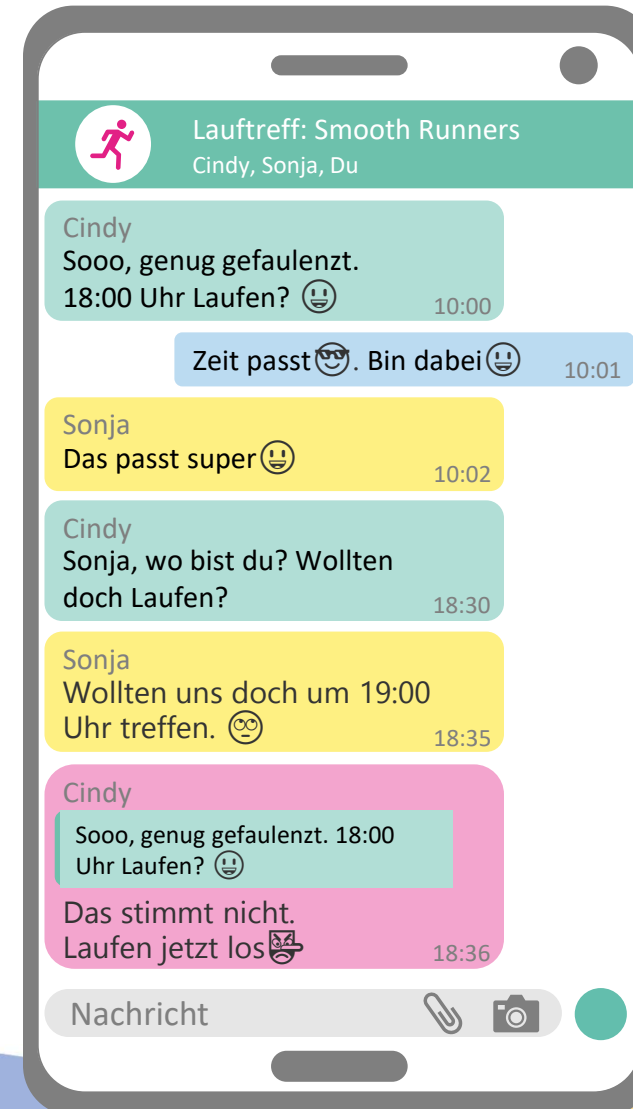 Lauftreff: Smooth Runners
Cindy, Sonja, Du
Cindy
Sooo, genug gefaulenzt.
18:00 Uhr Laufen? 😃
10:00
Zeit passt😎. Bin dabei😃
10:01
Sonja
Das passt super😃
10:02
Cindy
Sonja, wo bist du? Wollten
doch Laufen?
18:30
Sonja
Wollten uns doch um 19:00
Uhr treffen. 🙄
18:35
Cindy
Sooo, genug gefaulenzt. 18:00
Uhr Laufen? 😃
Das stimmt nicht.
Laufen jetzt los
18:36
Nachricht